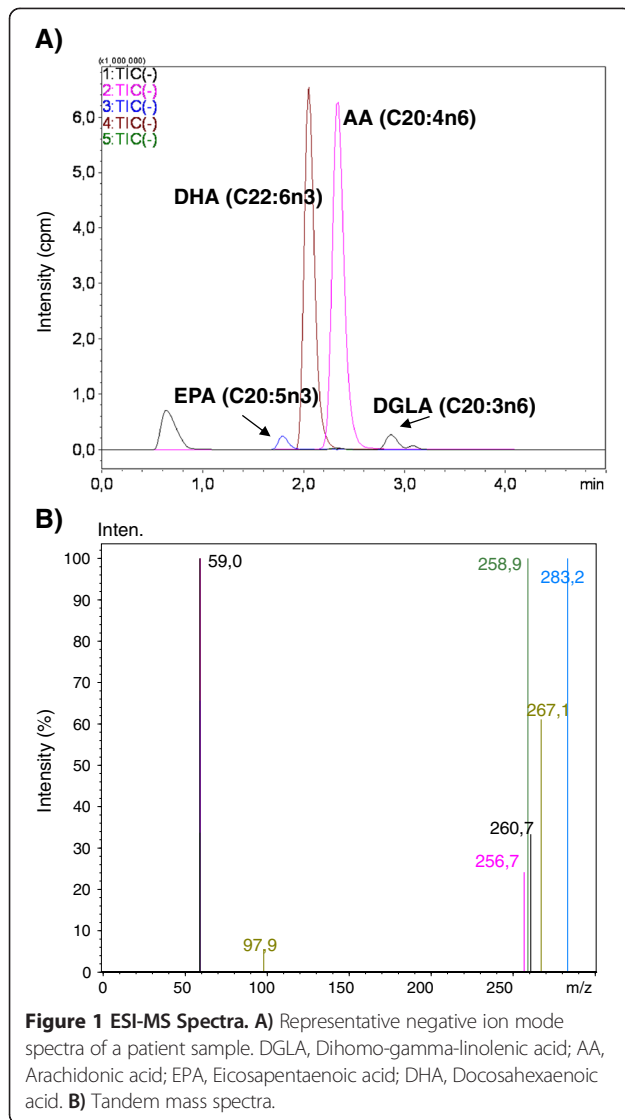 A)
(x1 000 000)
1:TIC(-)
2:TIC(-)
3:TIC(-)
4:TIC(-)
5:TIC(-)
6,0
5,0
4,0
3,0
2,0
1,0
0,0
Intensity (cpm)
AA (C20:4n6)
DHA (C22:6n3)
EPA (C20:5n3)
DGLA (C20:3n6)
0,0 1,0 2,0 3,0 4,0 min
B)
Inten.
100
90
80
70
60
50
40
30
20
10
0
Intensity (%)
59,0
258,9
283,2
267,1
260,7
256,7
97,9
0 50 100 150 200 250 m/z
Figure 1 ESI-MS Spectra. A) Representative negative ion mode
spectra of a patient sample. DGLA, Dihomo-gamma-linolenic acid; AA,
Arachidonic acid; EPA, Eicosapentaenoic acid; DHA, Docosahexaenoic
acid. B) Tandem mass spectra.